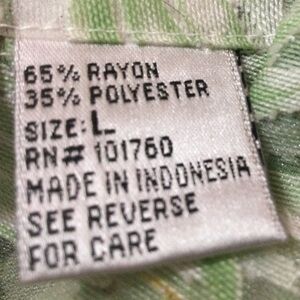 65% RAYON
35% POLYESTER
SIZE: L
RN# 101760
MADE IN INDONESIA
SEE REVERSE
FOR CARE